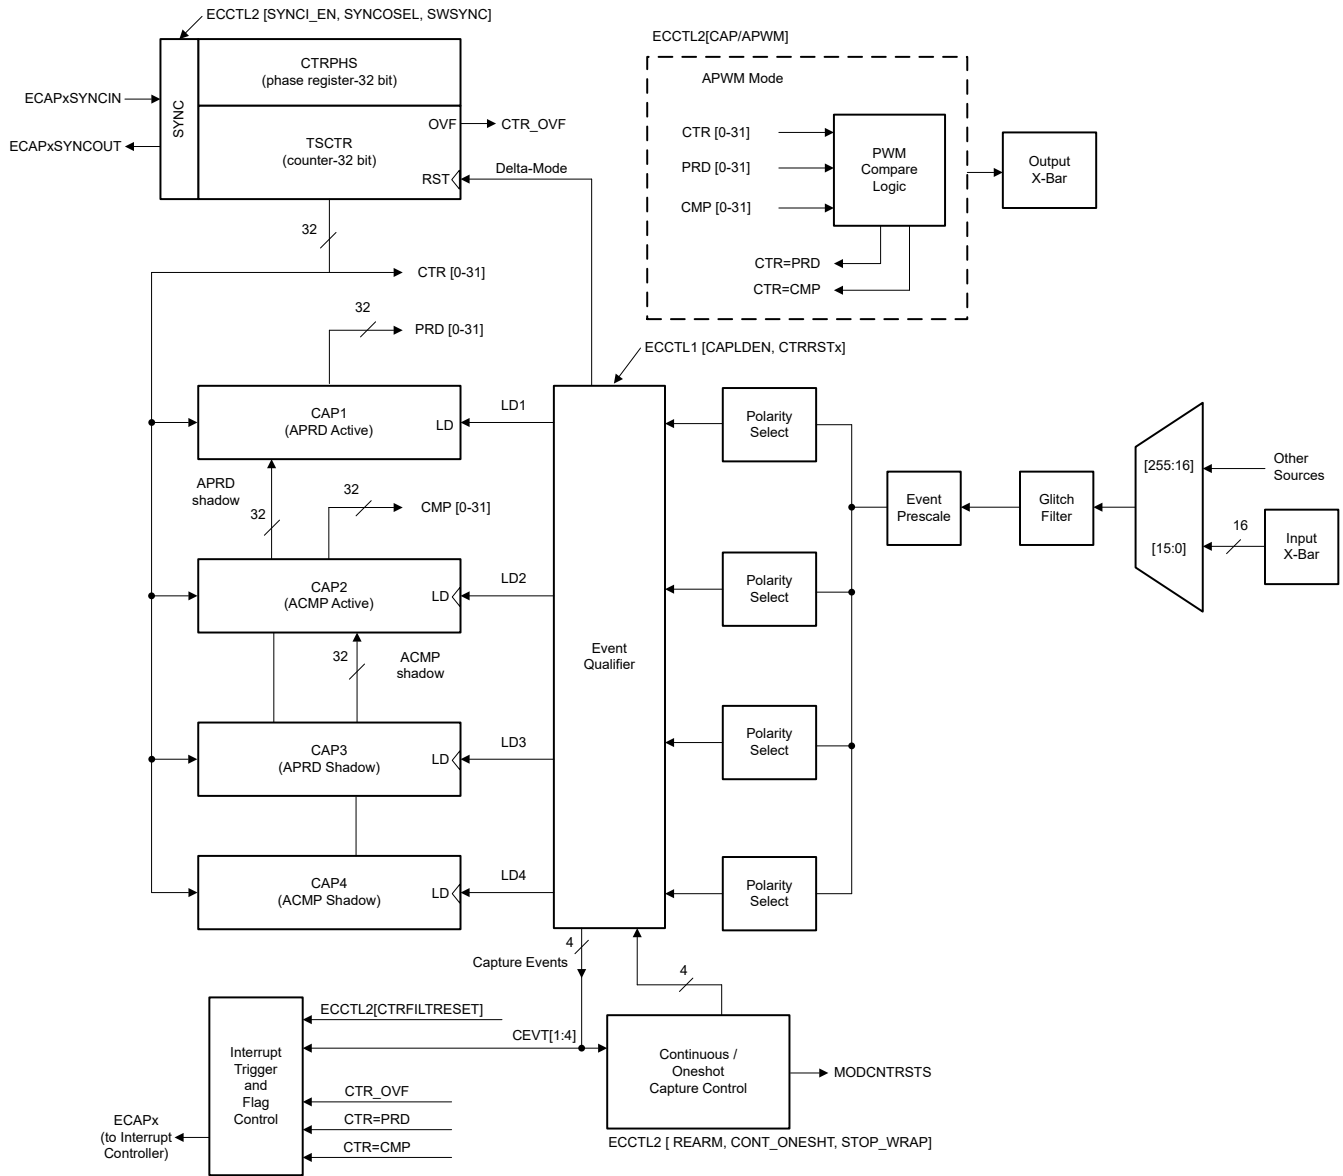 ECCTL2 [SYNCI_EN, SYNCOSEL, SWSYNC]
SYNC
CTRPHS
(phase register-32 bit)
ECAPxSYNCIN
ECAPxSYNCOUT
TSCTR
(counter-32 bit)
OVF
CTR_OVF
RST
Delta-Mode
32
CTR [0-31]
32
PRD [0-31]
ECCTL2[CAP/APWM]
APWM Mode
CTR [0-31]
PRD [0-31]
CMP [0-31]
PWM
Compare
Logic
Output
X-Bar
CTR=PRD
CTR=CMP
ECCTL1 [CAPLDEN, CTRRSTx]
CAP1
(APRD Active)
LD
LD1
APRD
shadow
32
32
CMP [0-31]
CAP2
(ACMP Active)
LD
LD2
32
ACMP
shadow
CAP3
(APRD Shadow)
LD
LD3
CAP4
(ACMP Shadow)
LD
LD4
Event
Qualifier
Polarity
Select
Polarity
Select
Polarity
Select
Polarity
Select
Event
Prescale
Glitch
Filter
[255:16]
[15:0]
Other
Sources
16
Input
X-Bar
4
Capture Events
4
ECCTL2[CTRFILTRESET]
CEVT[1:4]
Interrupt
Trigger
and
Flag
Control
CTR_OVF
CTR=PRD
CTR=CMP
ECAPx
(to Interrupt
Controller)
Continuous /
Oneshot
Capture Control
MODCNTRSTS
ECCTL2 [ REARM, CONT_ONESHT, STOP_WRAP]